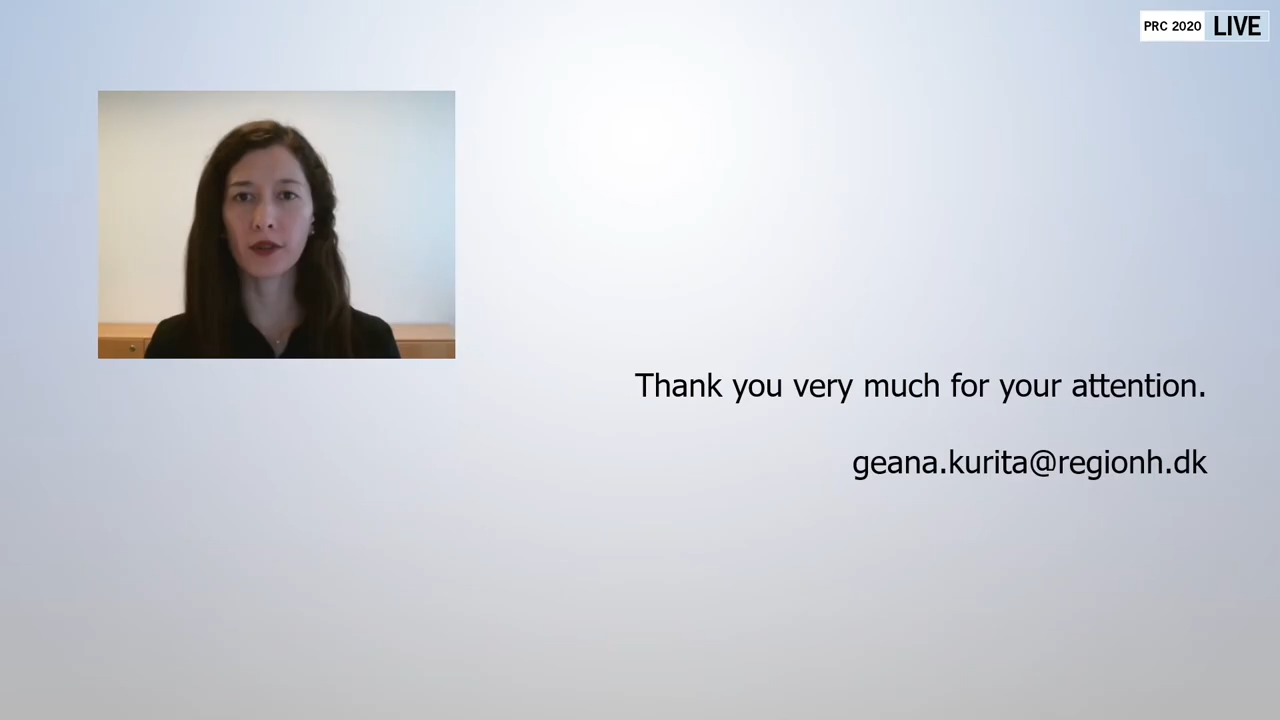 PRC 2020 LIVE
Thank you very much for your attention.
geana.kurita@regionh.dk